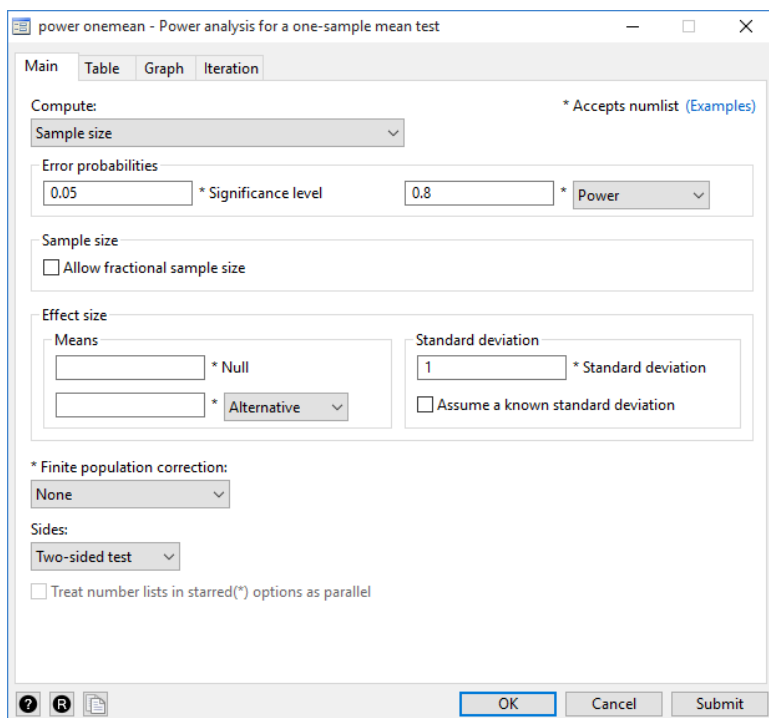 power onemean - Power analysis for a one-sample mean test
Main Table Graph Iteration
Compute: * Accepts numlist (Examples)
Sample size
Error probabilities
0.05 * Significance level 0.8 * Power
Sample size
Allow fractional sample size
Effect size
Means Standard deviation
* Null 1 * Standard deviation
* Alternative Assume a known standard deviation
* Finite population correction:
None
Sides:
Two-sided test
Treat number lists in starred(*) options as parallel
? R OK Cancel Submit